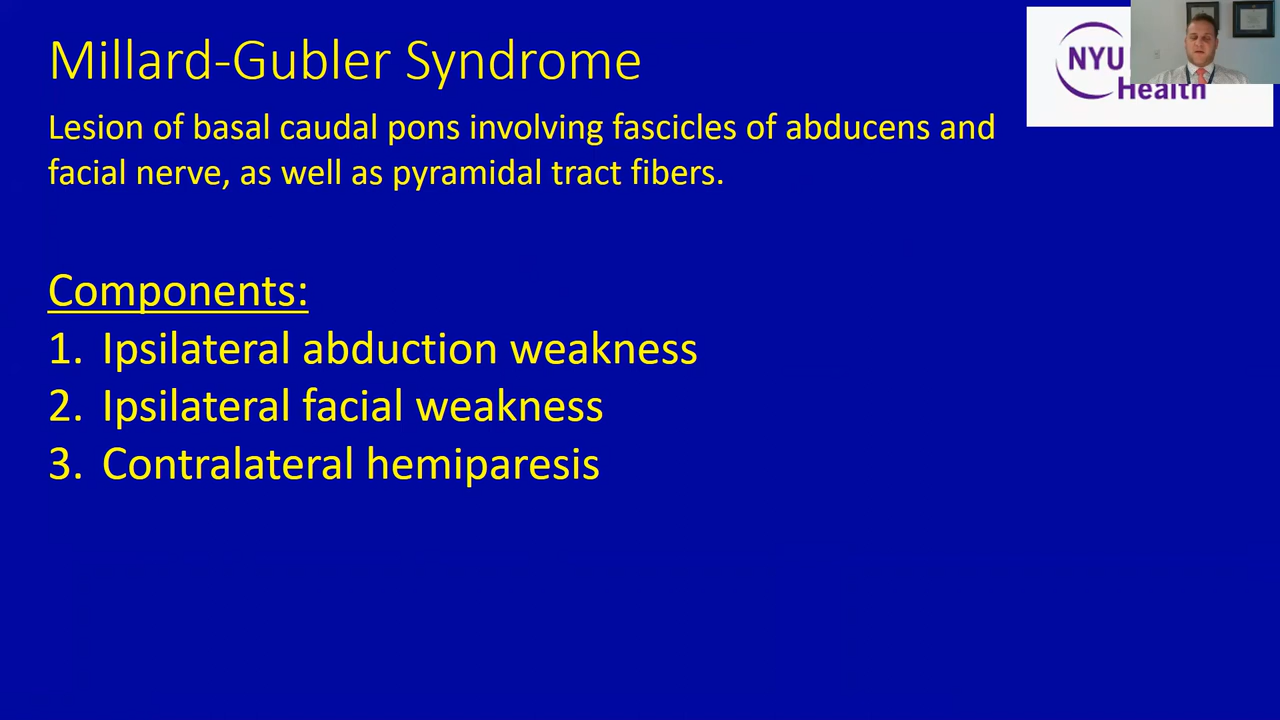 Millard-Gubler Syndrome
NYU
Health
Lesion of basal caudal pons involving fascicles of abducens and
facial nerve, as well as pyramidal tract fibers.
Components:
1. Ipsilateral abduction weakness
2. Ipsilateral facial weakness
3. Contralateral hemiparesis